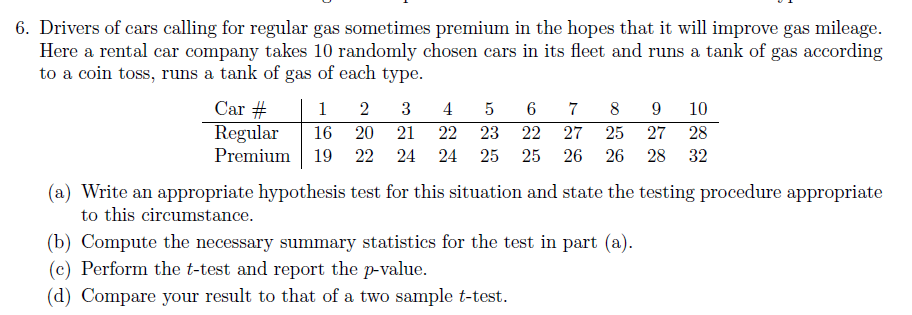 6. Drivers of cars calling for regular gas sometimes premium in the hopes that it will improve gas mileage.
Here a rental car company takes 10 randomly chosen cars in its fleet and runs a tank of gas according
to a coin toss, runs a tank of gas of each type.
Car # 1 2 3 4 5 6 7 8 9 10
Regular 16 20 21 22 23 22 27 25 27 28
Premium 19 22 24 24 25 25 26 26 28 32
(a) Write an appropriate hypothesis test for this situation and state the testing procedure appropriate
to this circumstance.
(b) Compute the necessary summary statistics for the test in part (a).
(c) Perform the t-test and report the p-value.
(d) Compare your result to that of a two sample t-test.